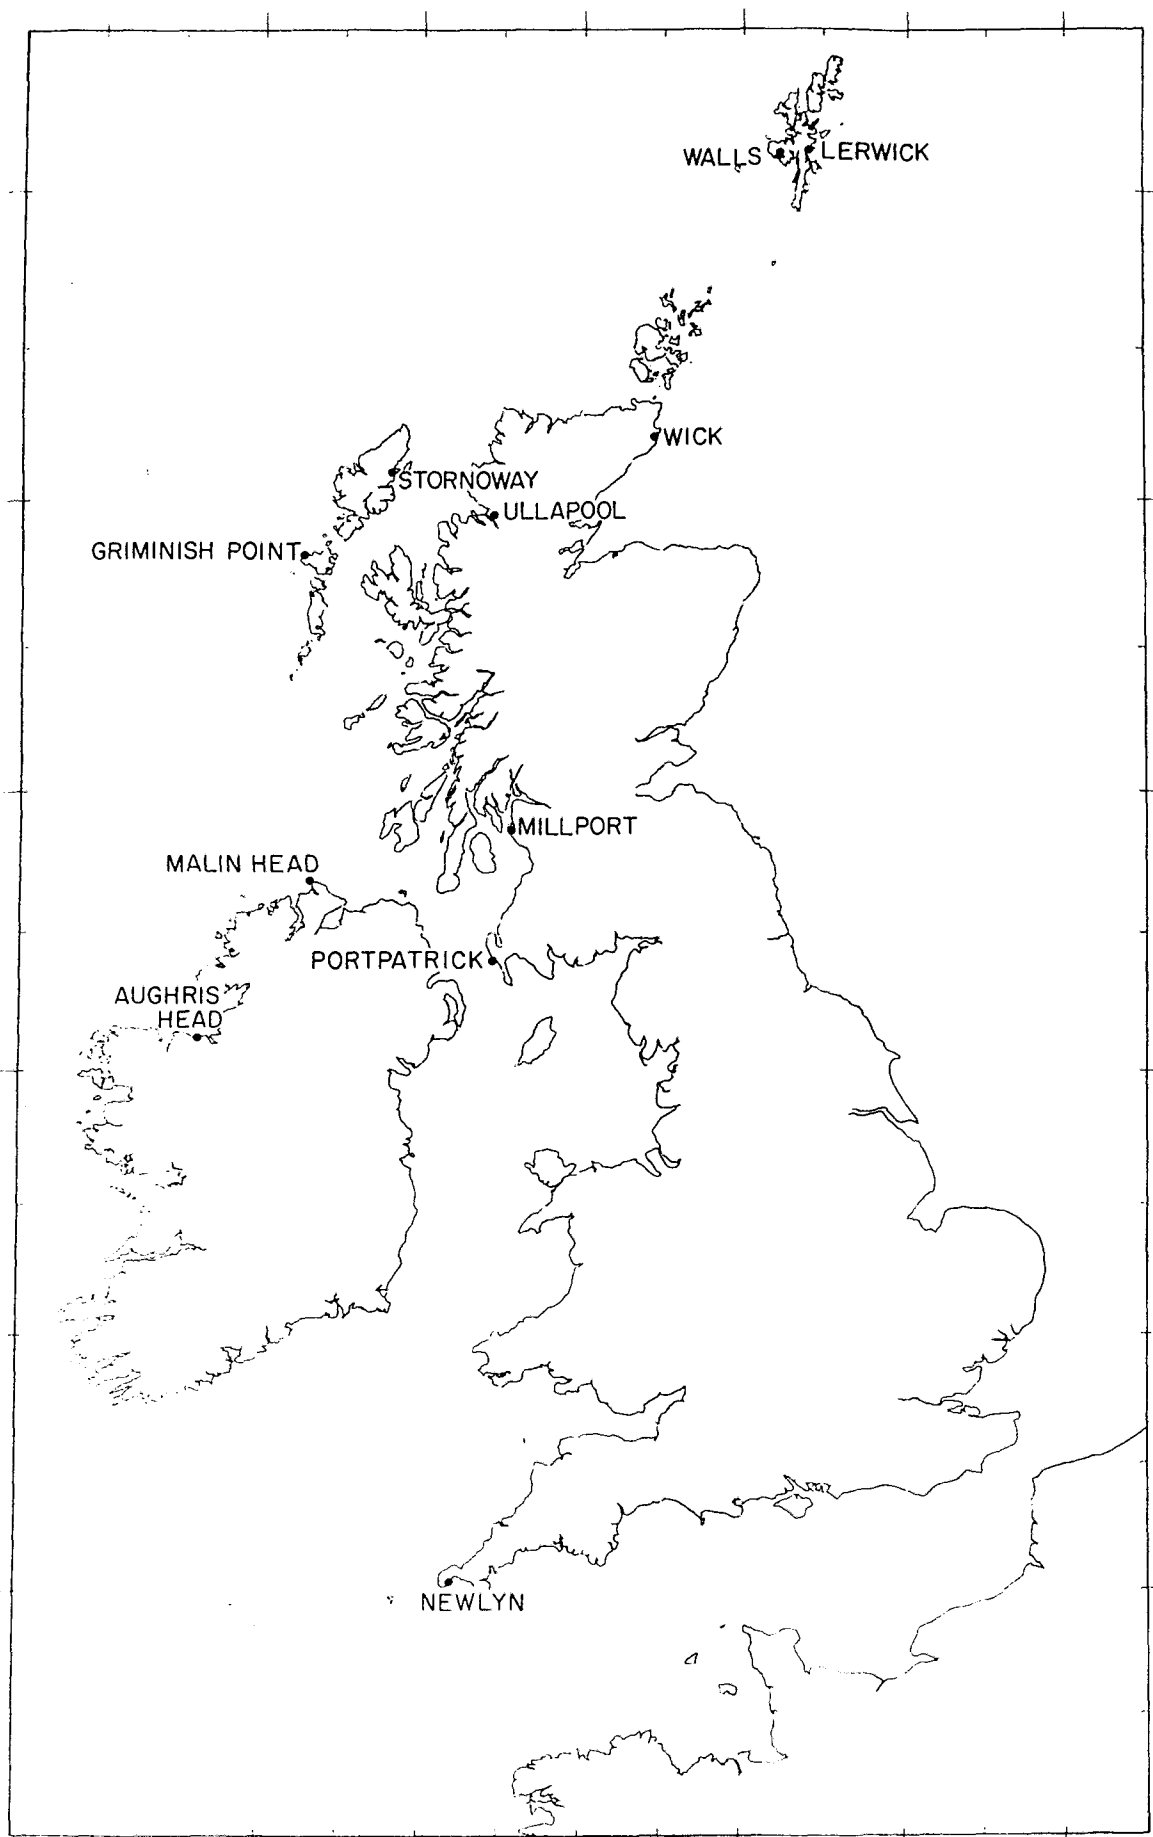 WALLS
LERWICK
WICK
STORNOWAY
ULLAPOOL
GRIMINISH POINT
MILLPORT
MALIN HEAD
PORTPATRICK
AUGHRIS
HEAD
NEWLYN